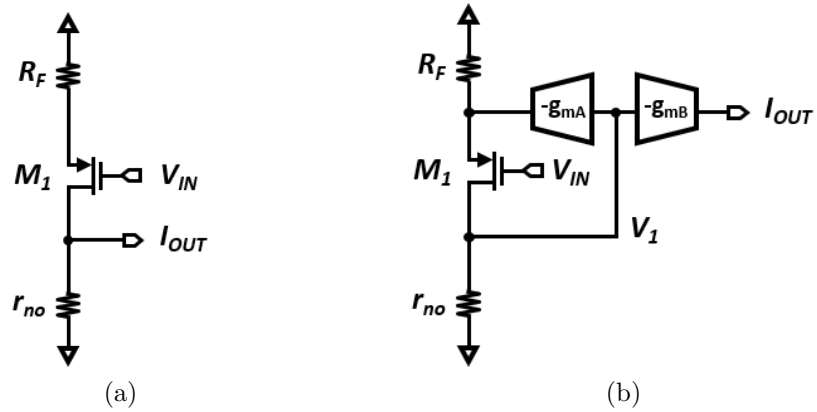 R_F
M_1
V_IN
I_OUT
r_no
(a)
R_F
-g_mA
-g_mB
I_OUT
M_1
V_IN
V_1
r_no
(b)